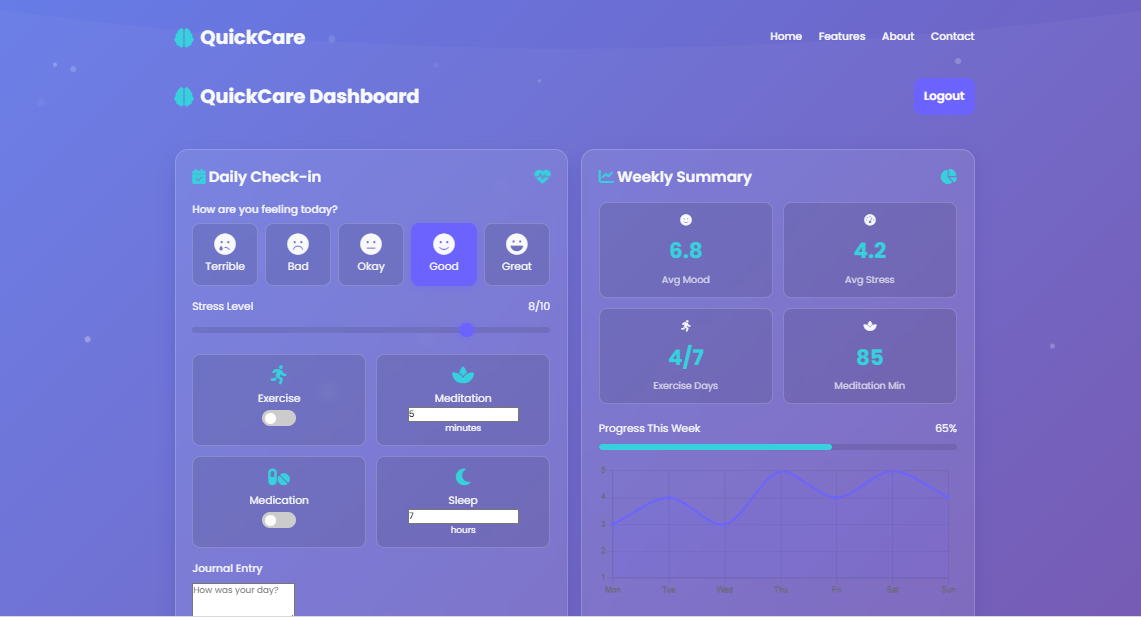 QuickCare
Home Features About Contact
QuickCare Dashboard
Logout
Daily Check-in
How are you feeling today?
Terrible Bad Okay Good Great
Stress Level 8/10
Exercise
Meditation
5
minutes
Medication
Sleep
7
hours
Journal Entry
How was your day?
Weekly Summary
6.8
Avg Mood
4.2
Avg Stress
4/7
Exercise Days
85
Meditation Min
Progress This Week 65%
5
4
3
2
1
Mon Tue Wed Thu Fri Sat Sun